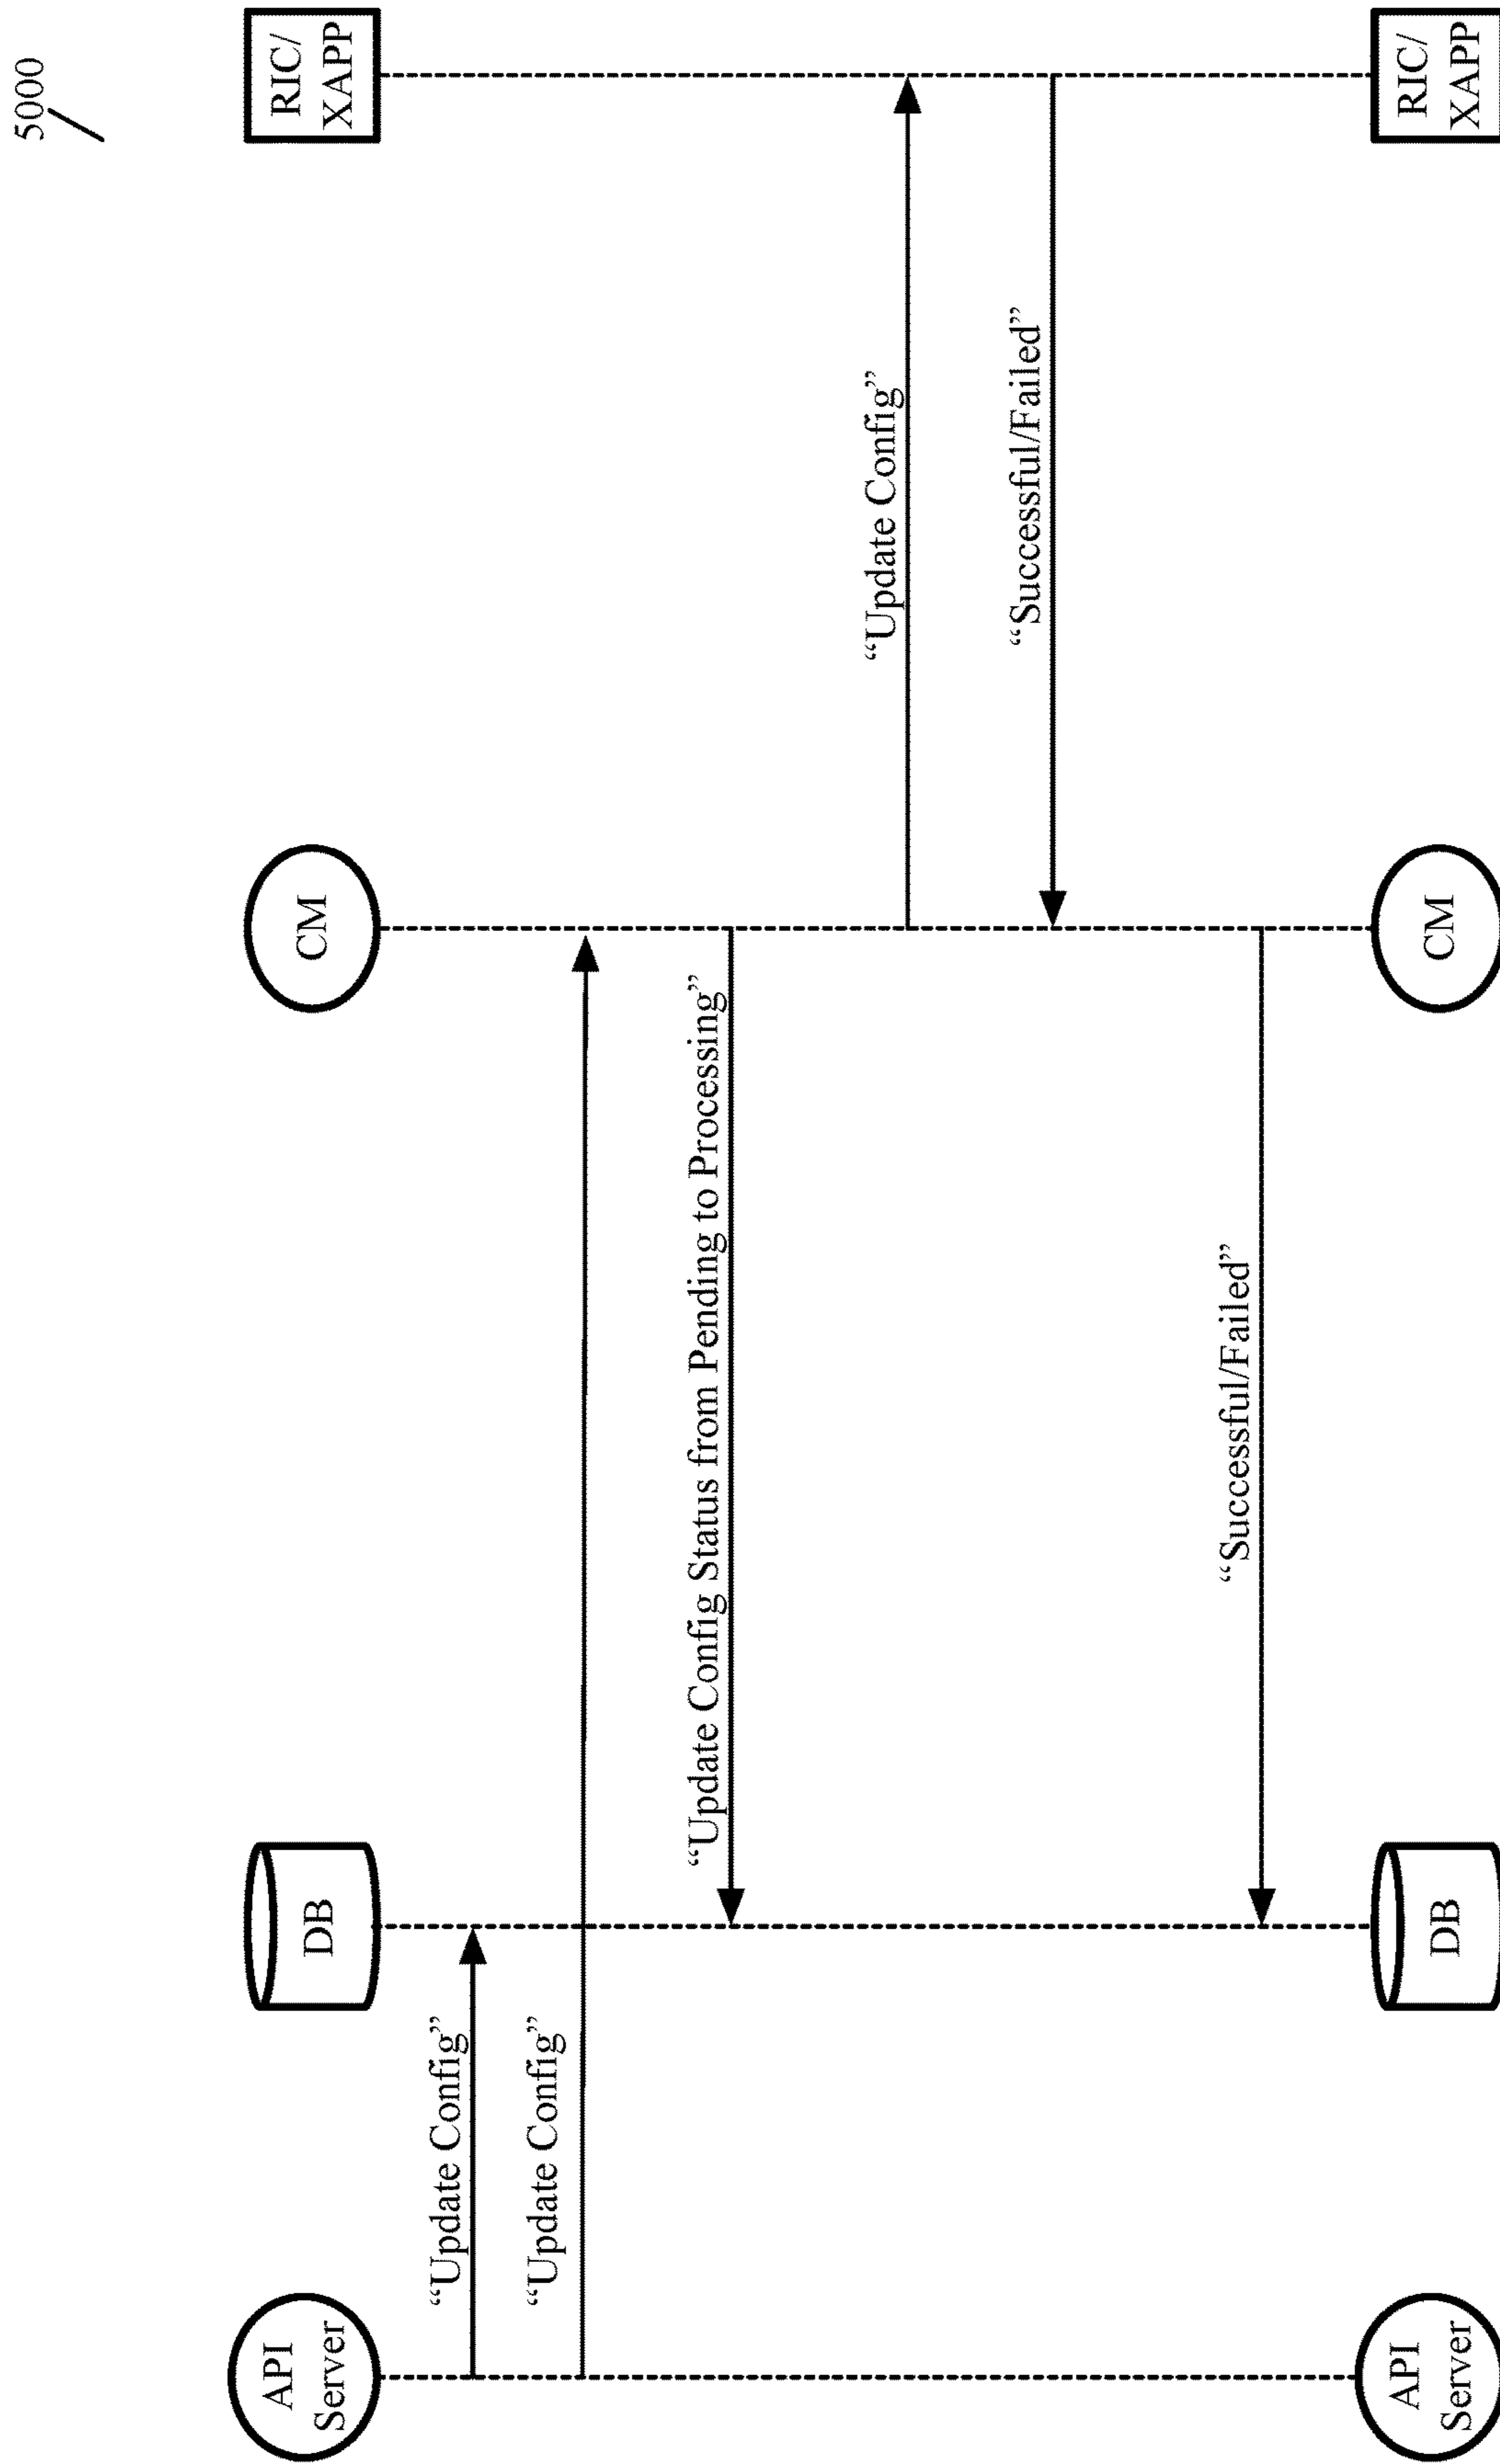 5000
API
Server
DB
CM
RIC/
XAPP
“Update Config”
“Update Config”
“Update Config Status from Pending to Processing”
“Update Config”
“Successful/Failed”
“Successful/Failed”
API
Server
DB
CM
RIC/
XAPP